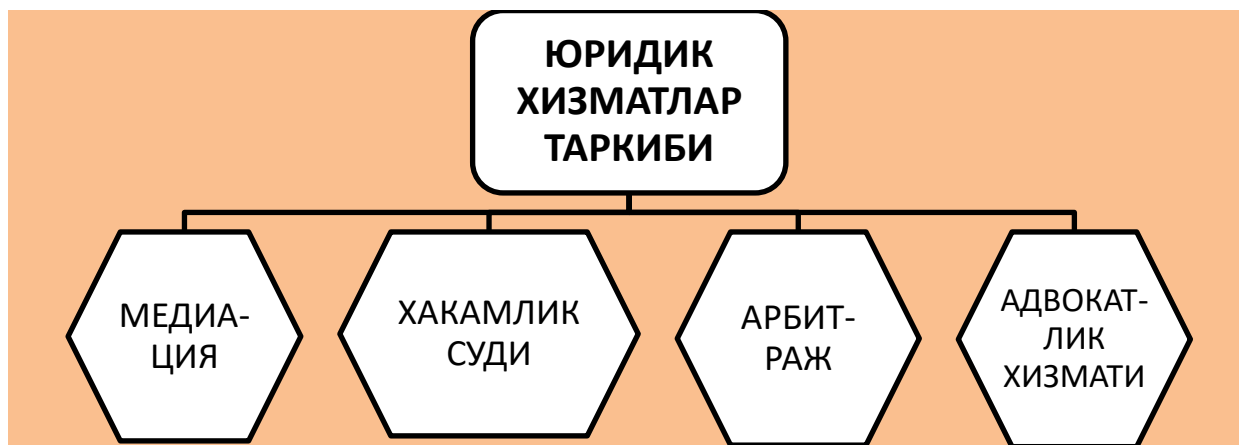 ЮРИДИК
ХИЗМАТЛАР
ТАРКИБИ
МЕДИА-
ЦИЯ
ХАКАМЛИК
СУДИ
АРБИТ-
РАЖ
АДВОКАТ-
ЛИК
ХИЗМАТИ